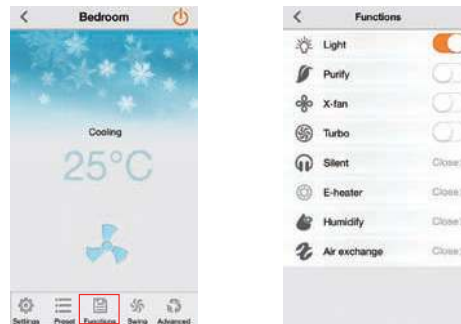 Bedroom
Cooling
25°C
Settings
Preset
Functions
Swing
Advanced
Functions
Light
Purify
X-fan
Turbo
Silent
Close
E-heater
Close
Humidify
Close
Air exchange
Close